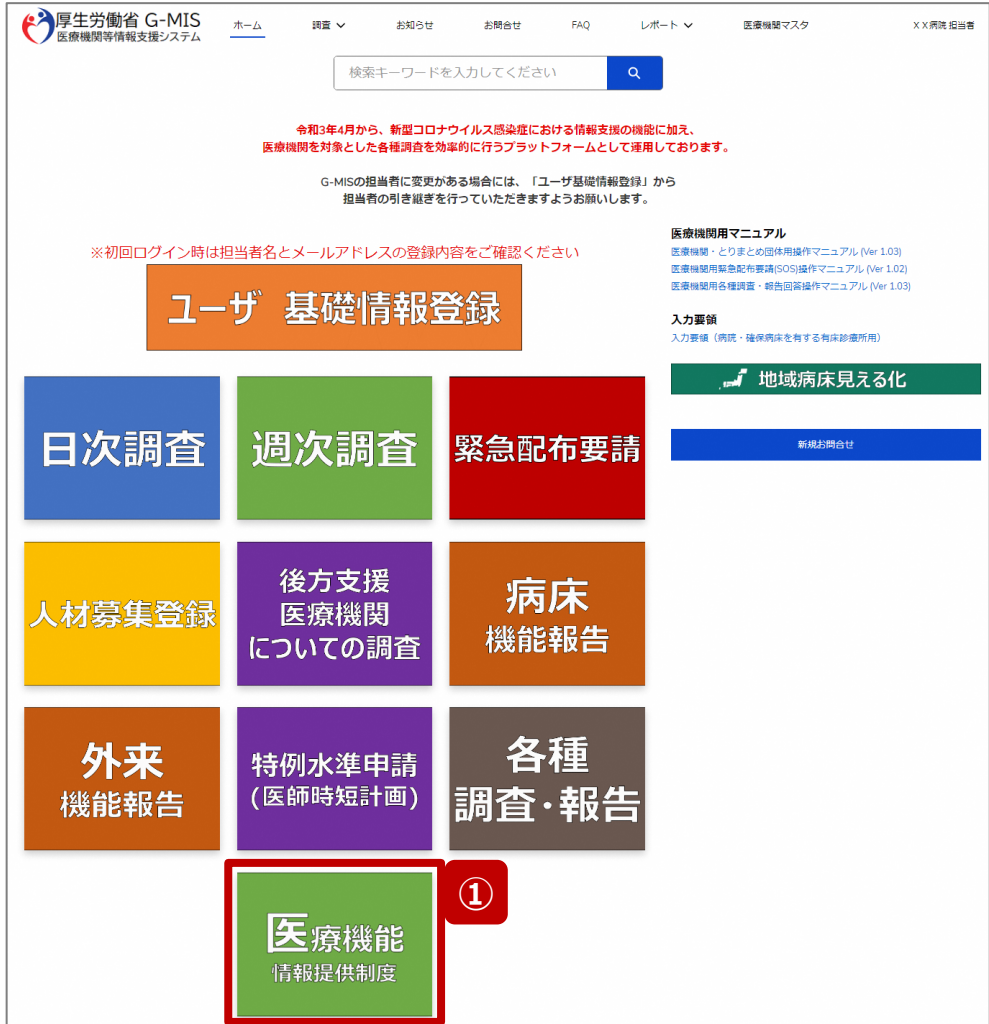 厚生労働省 G-MIS
医療機関等情報支援システム
ホーム
調査
お知らせ
お問合せ
FAQ
レポート
医療機関マスタ
ＸＸ病院 担当者
検索キーワードを入力してください
令和3年4月から、新型コロナウイルス感染症における情報支援の機能に加え、
医療機関を対象とした各種調査を効率的に行うプラットフォームとして運用しております。
G-MISの担当者に変更がある場合には、「ユーザ基礎情報登録」から
担当者の引き継ぎを行っていただきますようお願いします。
※初回ログイン時は担当者名とメールアドレスの登録内容をご確認ください
ユーザ 基礎情報登録
日次調査
週次調査
緊急配布要請
人材募集登録
後方支援
医療機関
についての調査
病床
機能報告
外来
機能報告
特例水準申請
(医師時短計画)
各種
調査･報告
医療機能
情報提供制度
①
医療機関用マニュアル
医療機関・とりまとめ団体用操作マニュアル (Ver 1.03)
医療機関用緊急配布要請(SOS)操作マニュアル (Ver 1.02)
医療機関用各種調査・報告回答操作マニュアル (Ver 1.03)
入力要領
入力要領（病院・確保病床を有する有床診療所用）
地域病床見える化
新規お問合せ